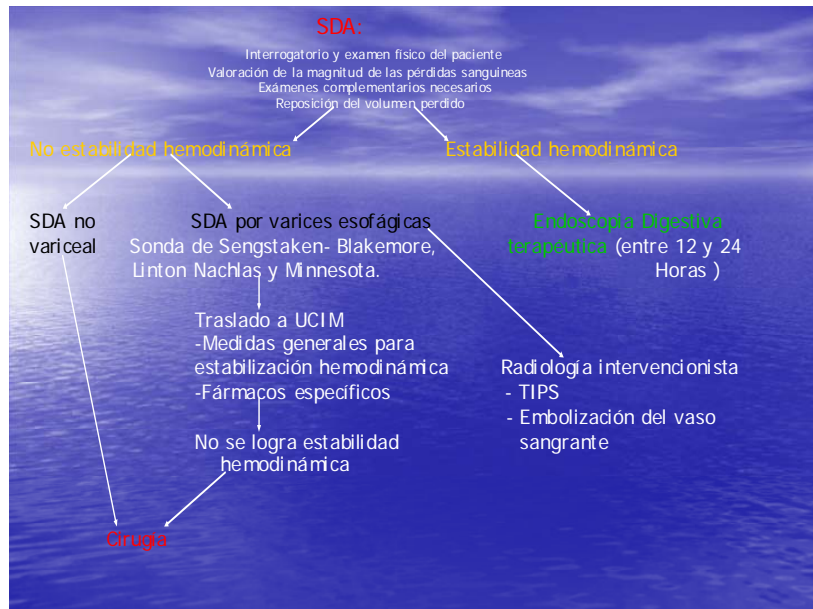 SDA:
Interrogatorio y examen físico del paciente
Valoración de la magnitud de las pérdidas sanguineas
Exámenes complementarios necesarios
Reposición del volumen perdido
No estabilidad hemodinámica
Estabilidad hemodinámica
SDA no
variceal
SDA por varices esofágicas
Sonda de Sengstaken- Blakemore,
Linton Nachlas y Minnesota.
Endoscopia Digestiva
terapéutica (entre 12 y 24
Horas )
Traslado a UCIM
-Medidas generales para
estabilización hemodinámica
-Fármacos específicos
Radiología intervencionista
- TIPS
- Embolización del vaso
sangrante
No se logra estabilidad
hemodinámica
Cirugía